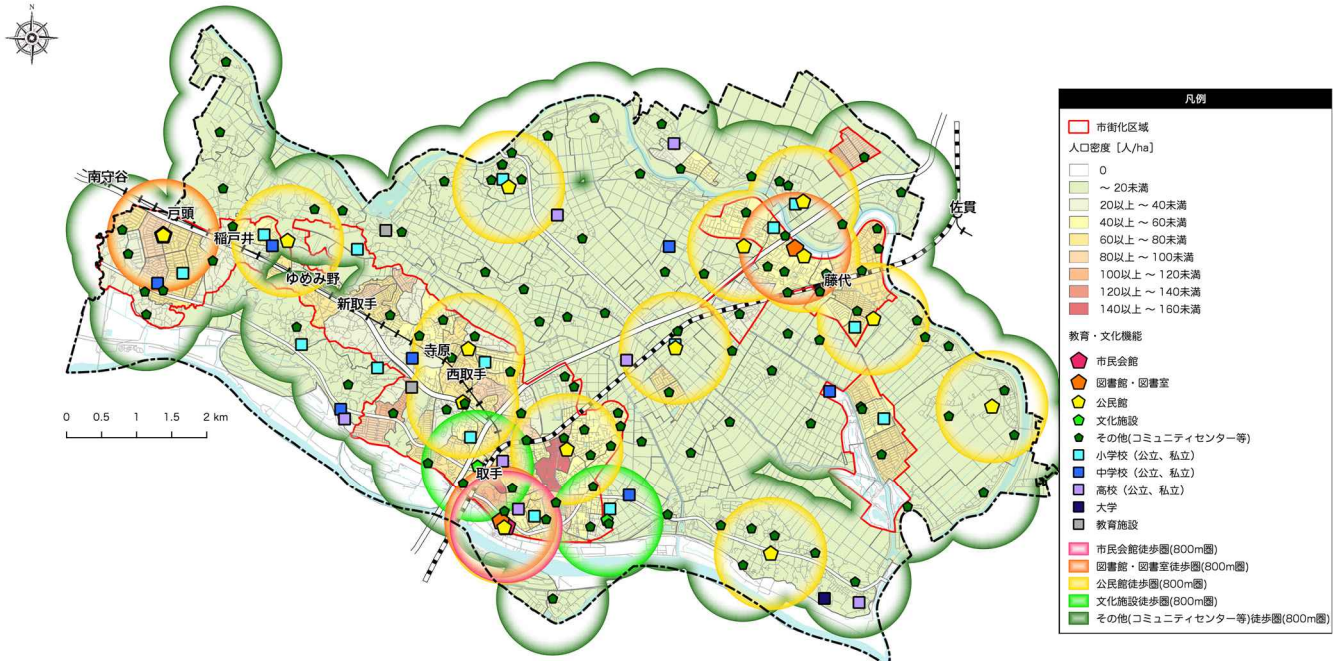 N
南守谷
戸頭
稲戸井
ゆめみ野
新取手
寺原
西取手
取手
藤代
佐貫
0 0.5 1 1.5 2 km
凡例
市街化区域
人口密度［人/ha］
0
～ 20未満
20以上 ～ 40未満
40以上 ～ 60未満
60以上 ～ 80未満
80以上 ～ 100未満
100以上 ～ 120未満
120以上 ～ 140未満
140以上 ～ 160未満
教育・文化機能
市民会館
図書館・図書室
公民館
文化施設
その他(コミュニティセンター等)
小学校（公立、私立）
中学校（公立、私立）
高校（公立、私立）
大学
教育施設
市民会館徒歩圏(800m圏)
図書館・図書室徒歩圏(800m圏)
公民館徒歩圏(800m圏)
文化施設徒歩圏(800m圏)
その他(コミュニティセンター等)徒歩圏(800m圏)